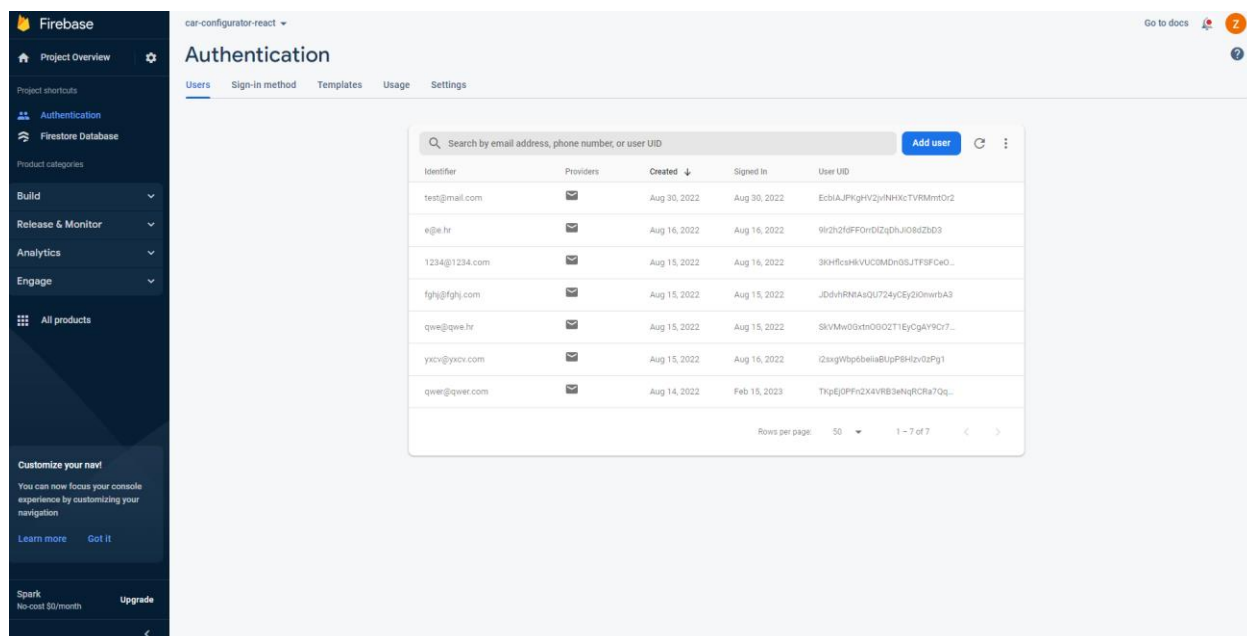 Firebase
Project Overview
Project shortcuts
Authentication
Firestore Database
Product categories
Build
Release & Monitor
Analytics
Engage
All products
Customize your nav!
You can now focus your console
experience by customizing your
navigation
Learn more Got it
Spark
No-cost $0/month
Upgrade
car-configurator-react
Go to docs
Z
Authentication
Users Sign-in method Templates Usage Settings
Search by email address, phone number, or user UID Add user
Identifier Providers Created Signed In User UID
test@mail.com Aug 30, 2022 Aug 30, 2022
e@e.hr Aug 16, 2022 Aug 16, 2022
1234@1234.com Aug 15, 2022 Aug 16, 2022
fghj@fghj.com Aug 15, 2022 Aug 15, 2022
qwe@qwe.hr Aug 15, 2022 Aug 15, 2022
yxcv@yxcv.com Aug 15, 2022 Aug 16, 2022
qwer@qwer.com Aug 14, 2022 Feb 15, 2023
Rows per page: 50 1 – 7 of 7